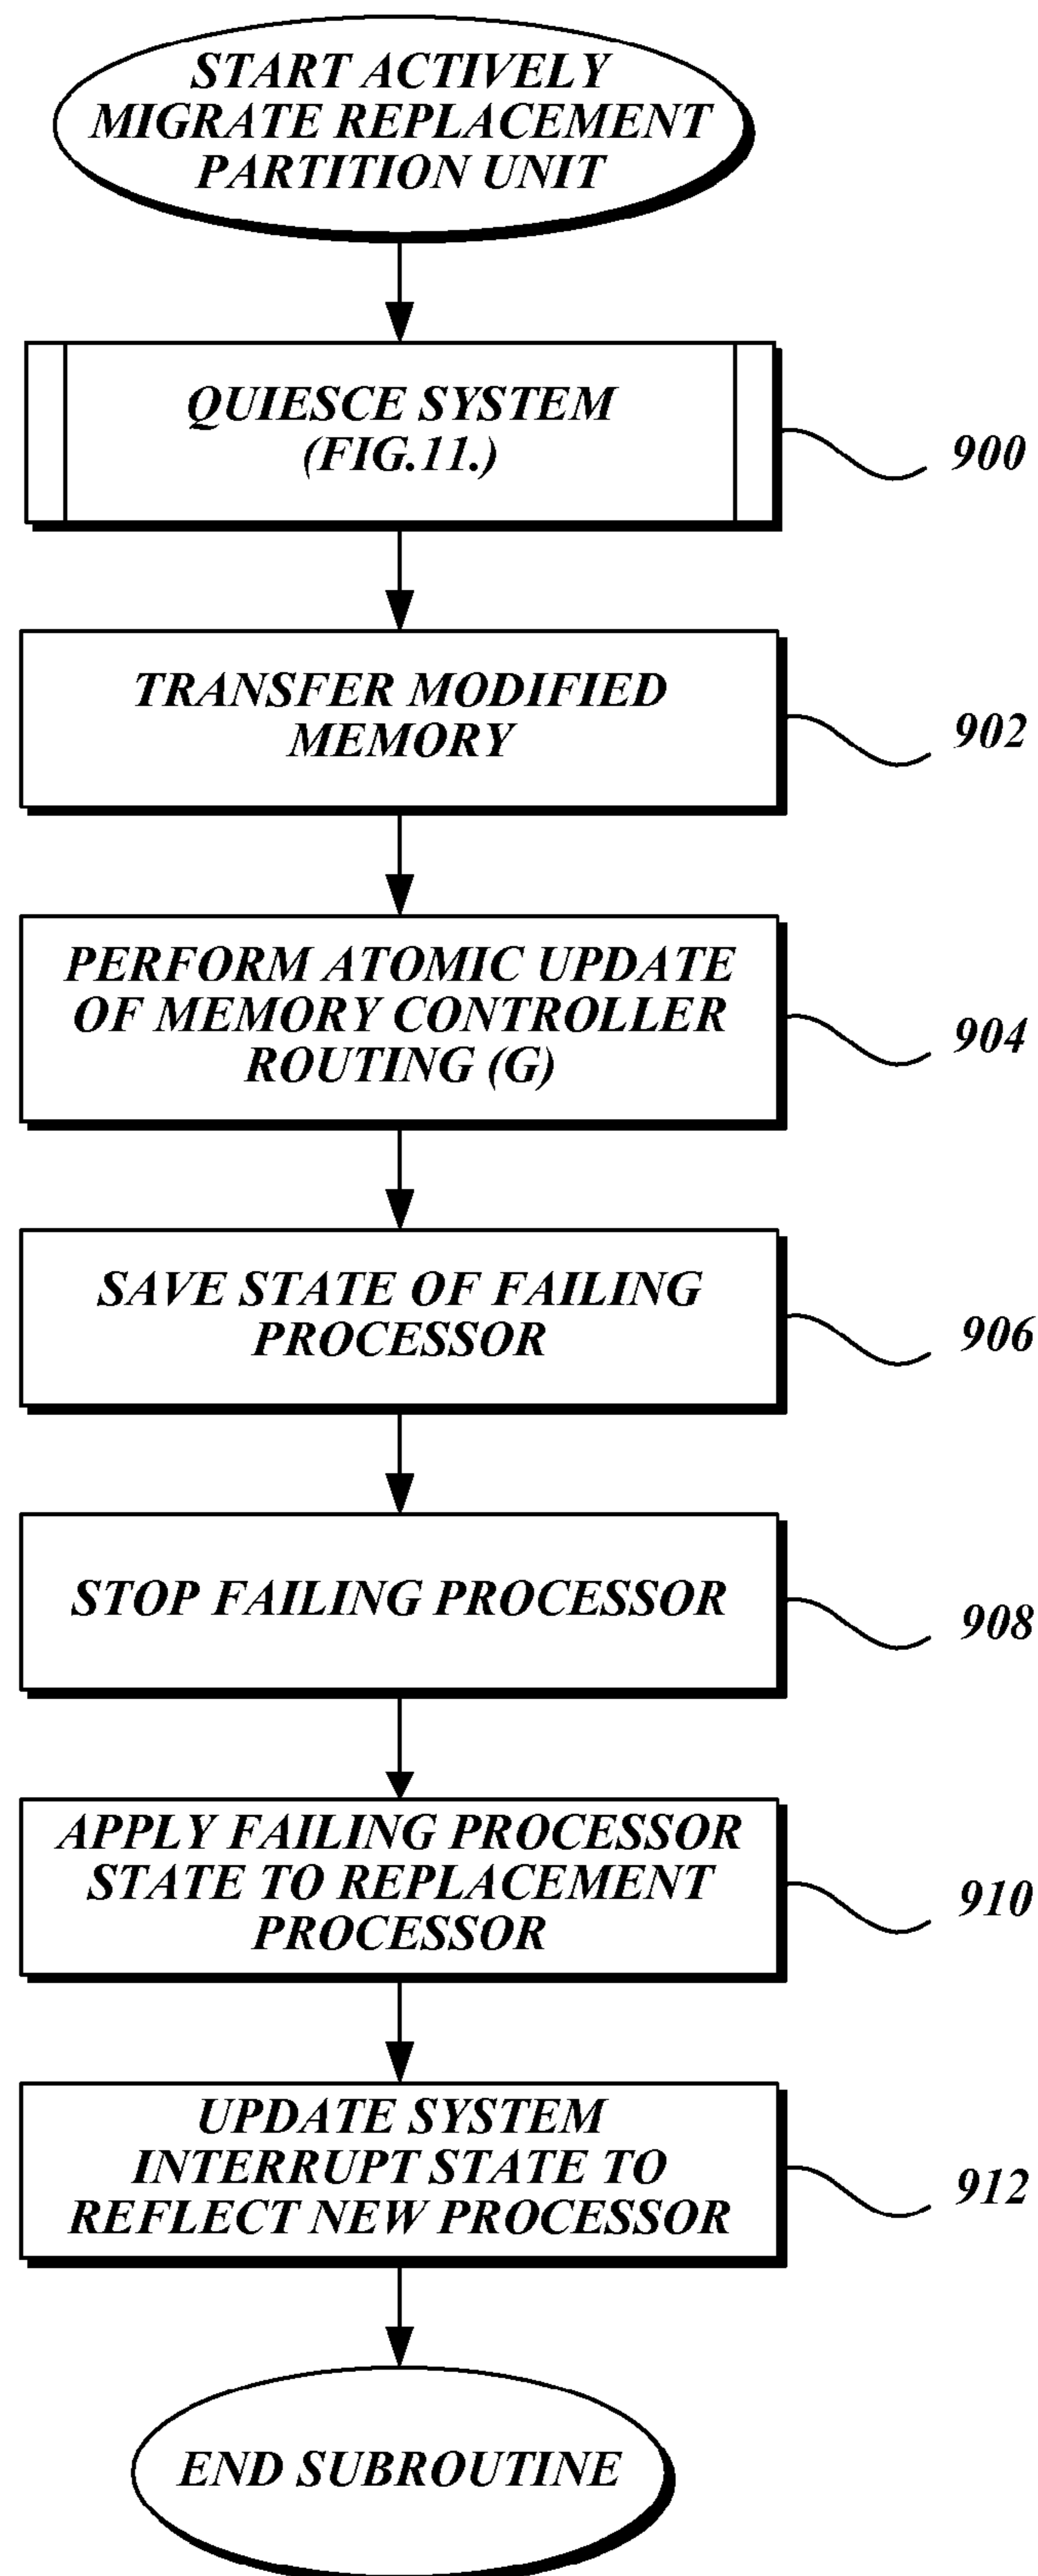 START ACTIVELY
MIGRATE REPLACEMENT
PARTITION UNIT
QUIESCE SYSTEM
(FIG.11.)
900
TRANSFER MODIFIED
MEMORY
902
PERFORM ATOMIC UPDATE
OF MEMORY CONTROLLER
ROUTING (G)
904
SAVE STATE OF FAILING
PROCESSOR
906
STOP FAILING PROCESSOR
908
APPLY FAILING PROCESSOR
STATE TO REPLACEMENT
PROCESSOR
910
UPDATE SYSTEM
INTERRUPT STATE TO
REFLECT NEW PROCESSOR
912
END SUBROUTINE